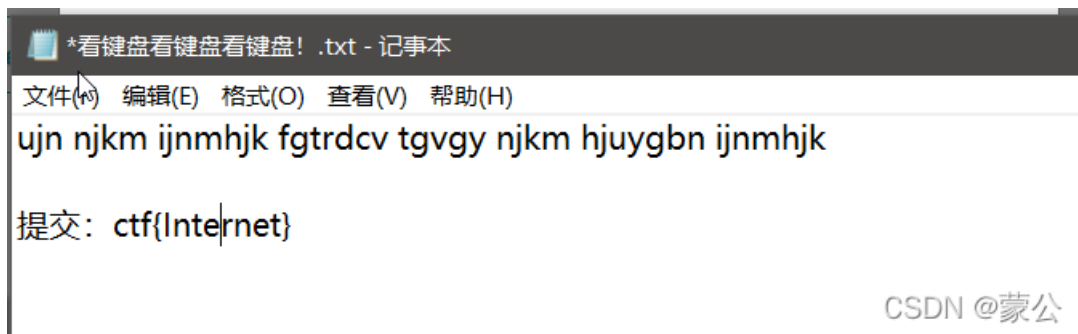 *看键盘看键盘看键盘！.txt - 记事本
文件(F) 编辑(E) 格式(O) 查看(V) 帮助(H)
ujn njkm ijnmhjk fgtrdcv tgvgy njkm hjuygbn ijnmhjk
提交：ctf{Internet}
CSDN @蒙公